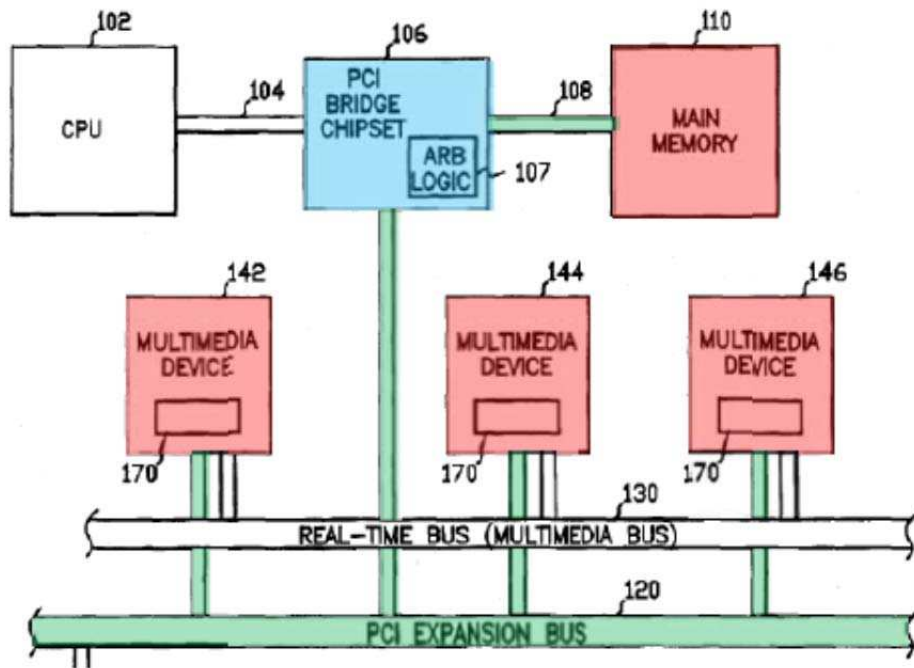 102
106
110
CPU
104
PCI
BRIDGE
CHIPSET
ARB
LOGIC
107
108
MAIN
MEMORY
142
144
146
MULTIMEDIA
DEVICE
170
MULTIMEDIA
DEVICE
170
MULTIMEDIA
DEVICE
170
130
REAL-TIME BUS (MULTIMEDIA BUS)
120
PCI EXPANSION BUS